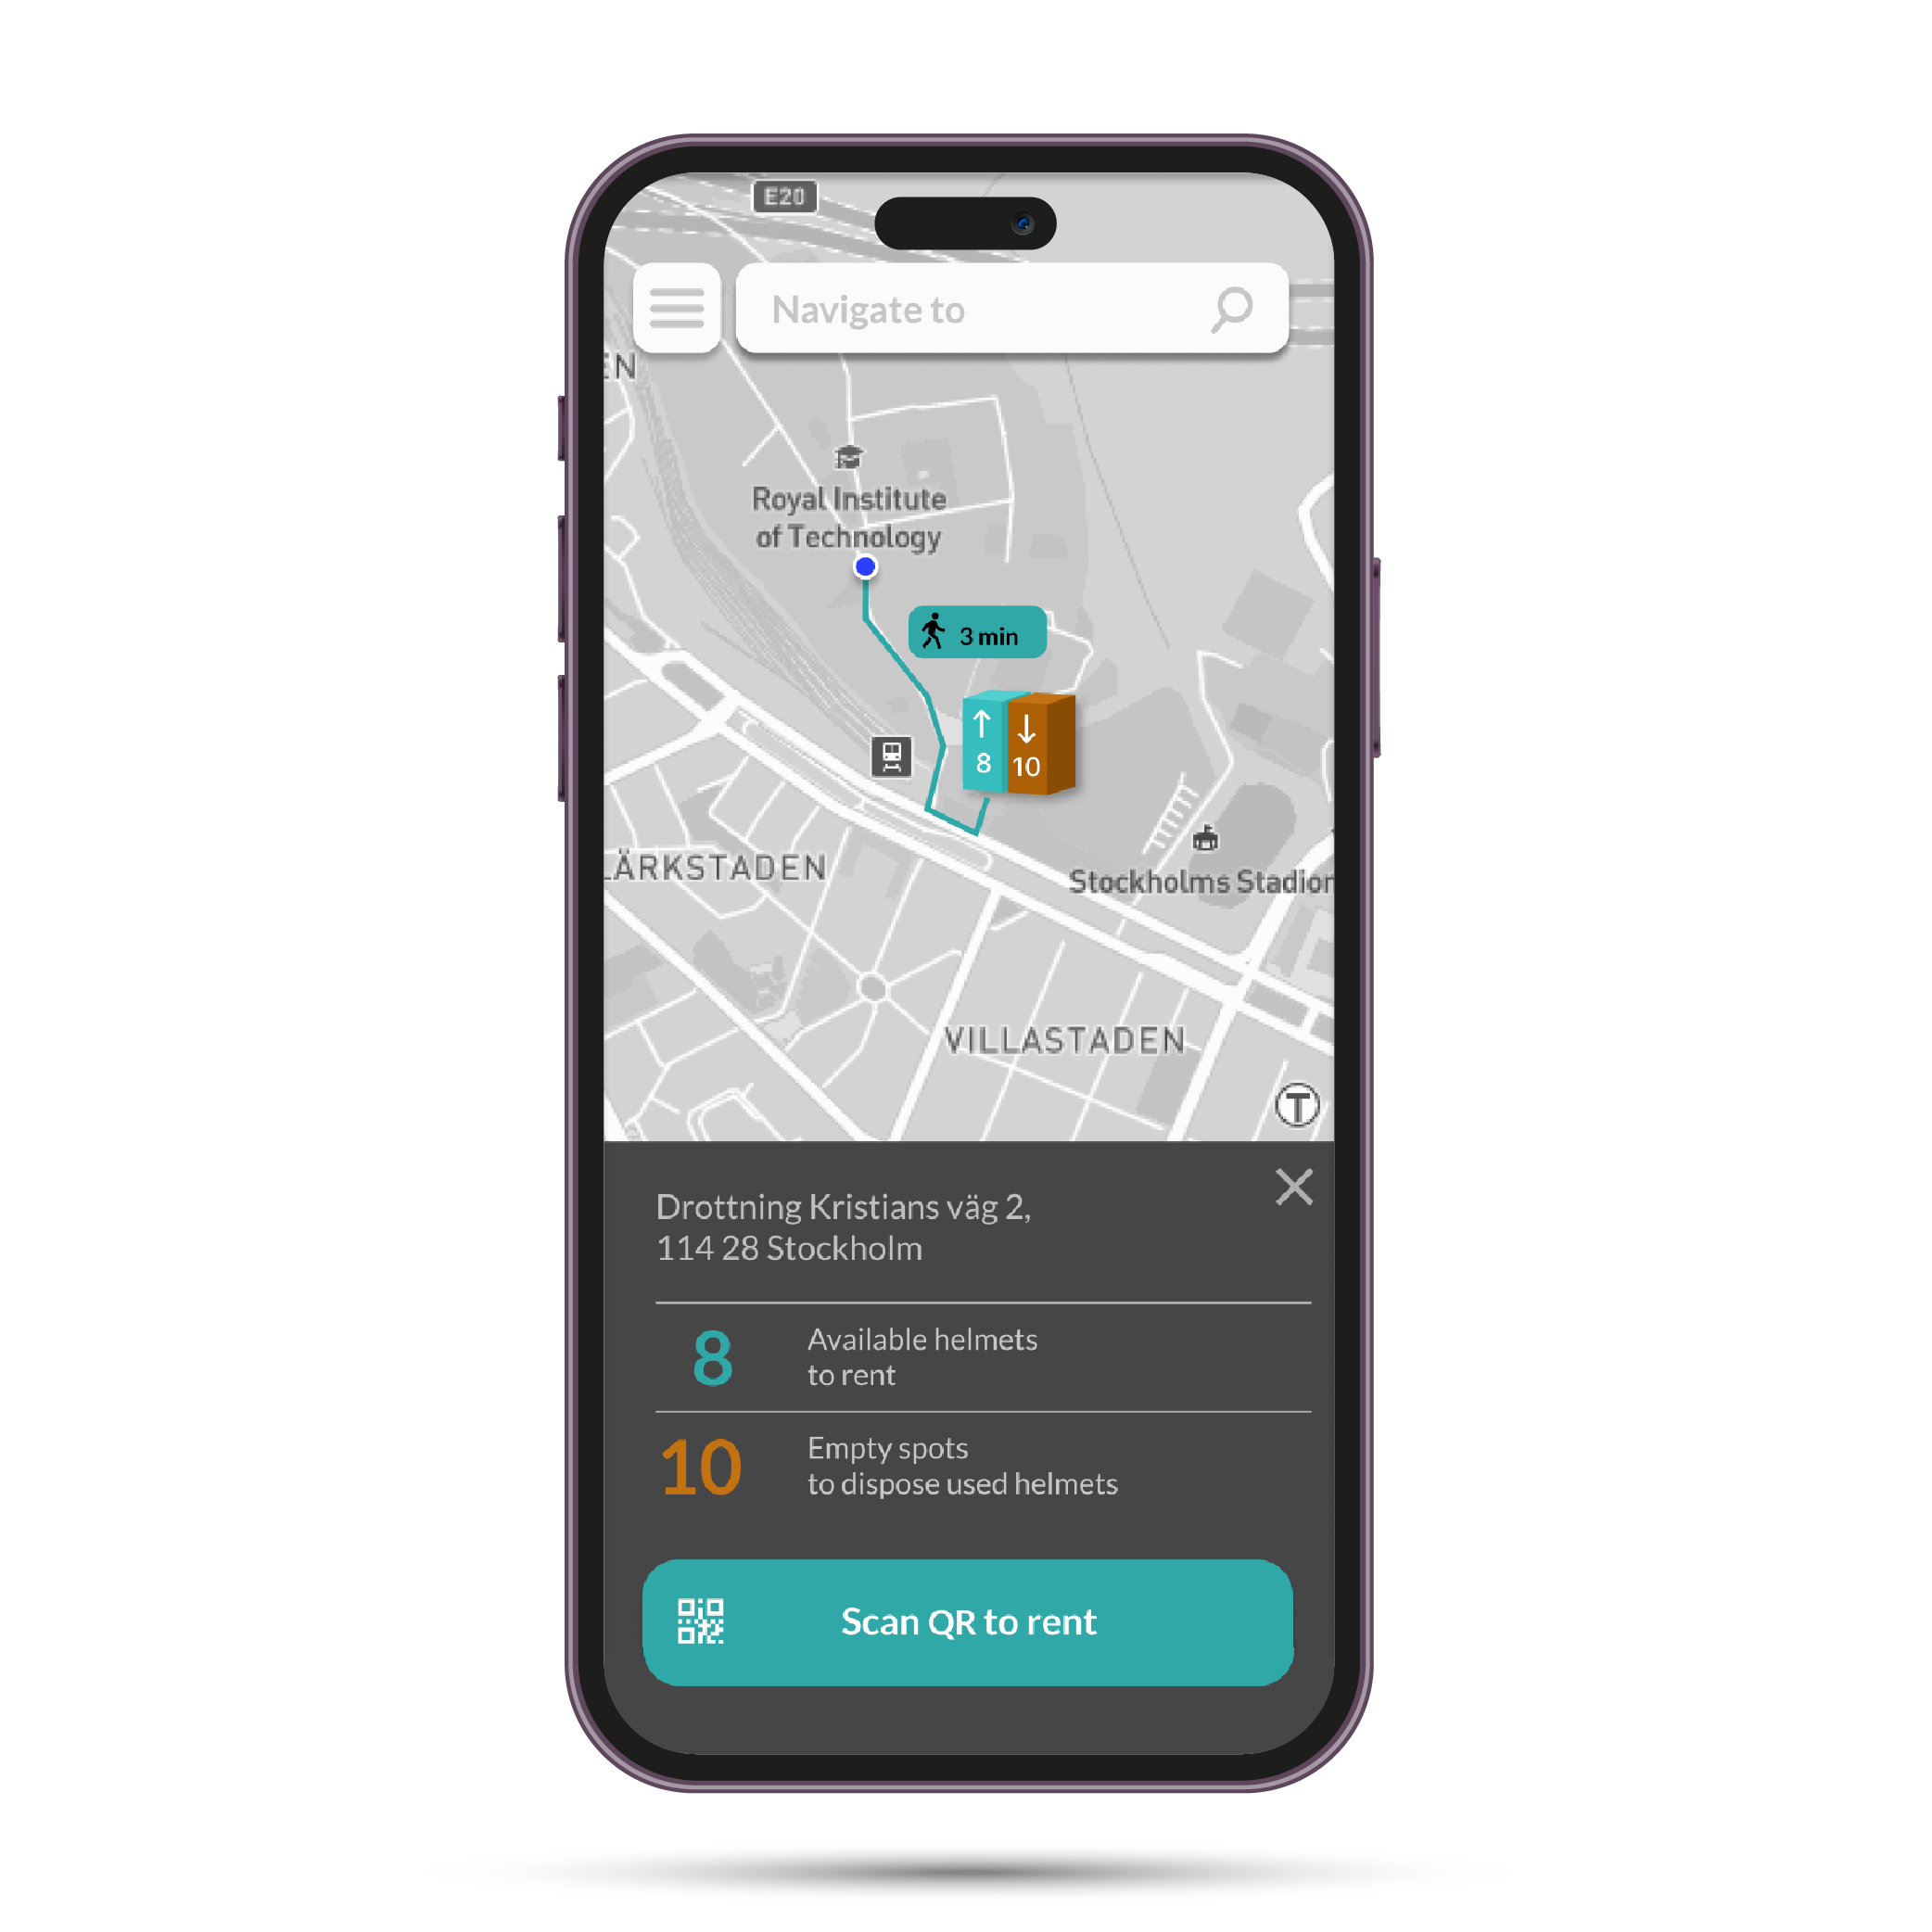 E20
Navigate to
EN
Royal Institute
of Technology
3 min
8
10
LÄRKSTADEN
Stockholms Stadion
VILLASTADEN
T
Drottning Kristians väg 2,
114 28 Stockholm
8
Available helmets
to rent
10
Empty spots
to dispose used helmets
Scan QR to rent